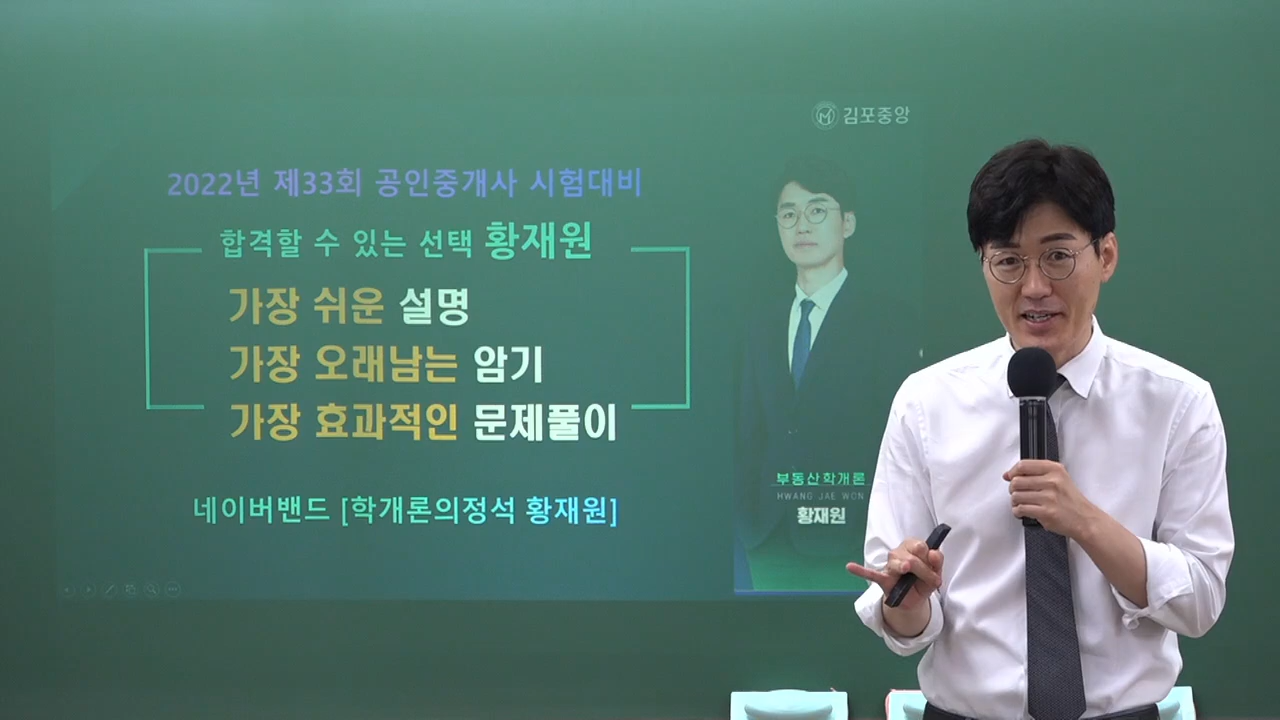 김포중앙
2022년 제33회 공인중개사 시험대비
합격할 수 있는 선택 황재원
가장 쉬운 설명
가장 오래남는 암기
가장 효과적인 문제풀이
네이버밴드 [학개론의정석 황재원]
부동산학개론
HWANG JAE WON
황재원